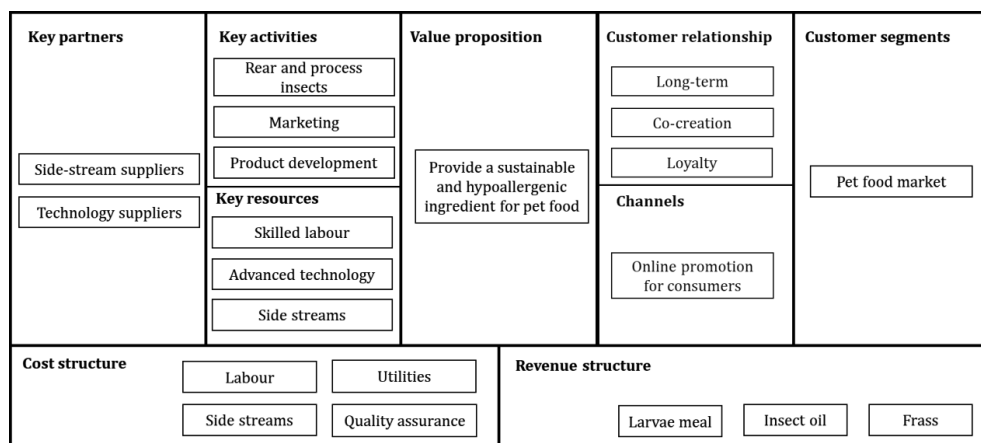 Key partners
Side-stream suppliers
Technology suppliers
Key activities
Rear and process
insects
Marketing
Product development
Key resources
Skilled labour
Advanced technology
Side streams
Value proposition
Provide a sustainable
and hypoallergenic
ingredient for pet food
Customer relationship
Long-term
Co-creation
Loyalty
Channels
Online promotion
for consumers
Customer segments
Pet food market
Cost structure
Labour
Utilities
Side streams
Quality assurance
Revenue structure
Larvae meal
Insect oil
Frass